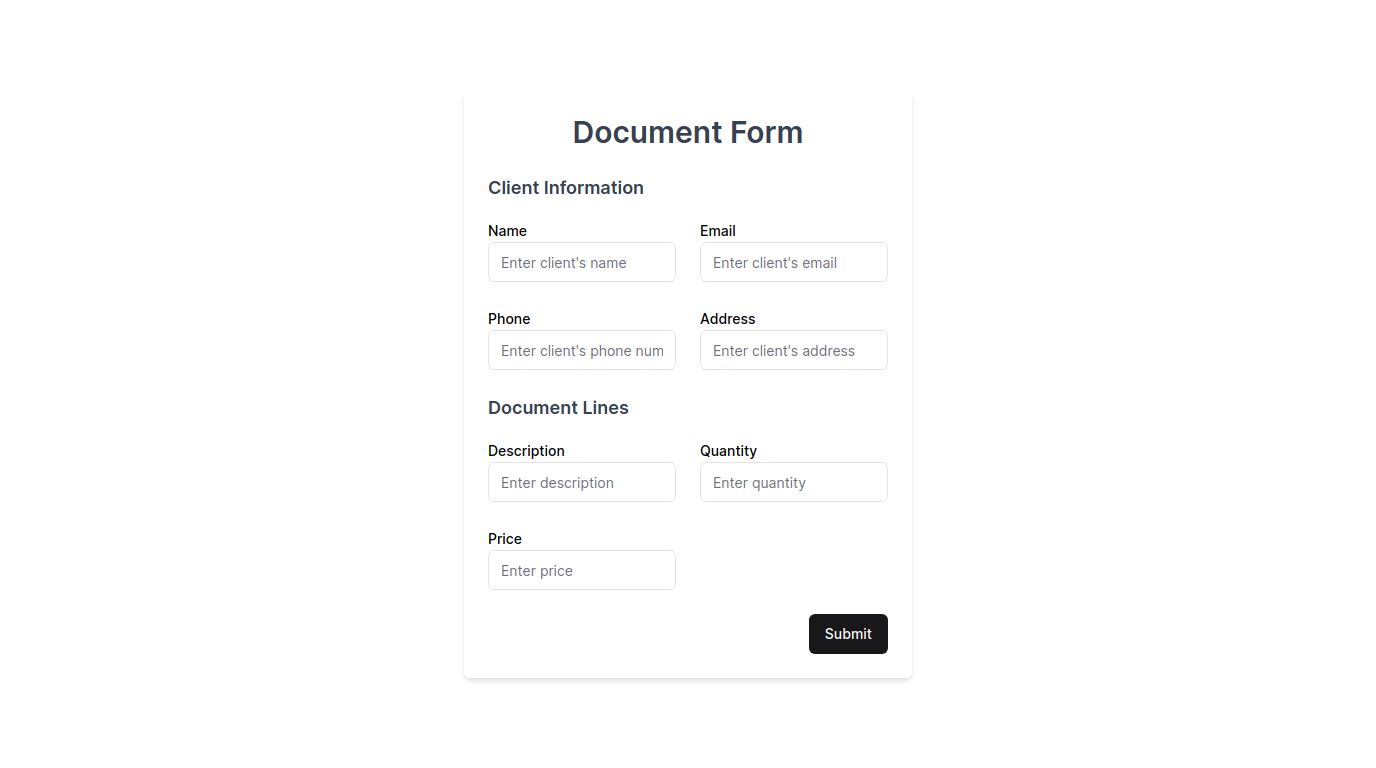 Document Form
Client Information
Name Email
Enter client's name Enter client's email
Phone Address
Enter client's phone num Enter client's address
Document Lines
Description Quantity
Enter description Enter quantity
Price
Enter price
Submit